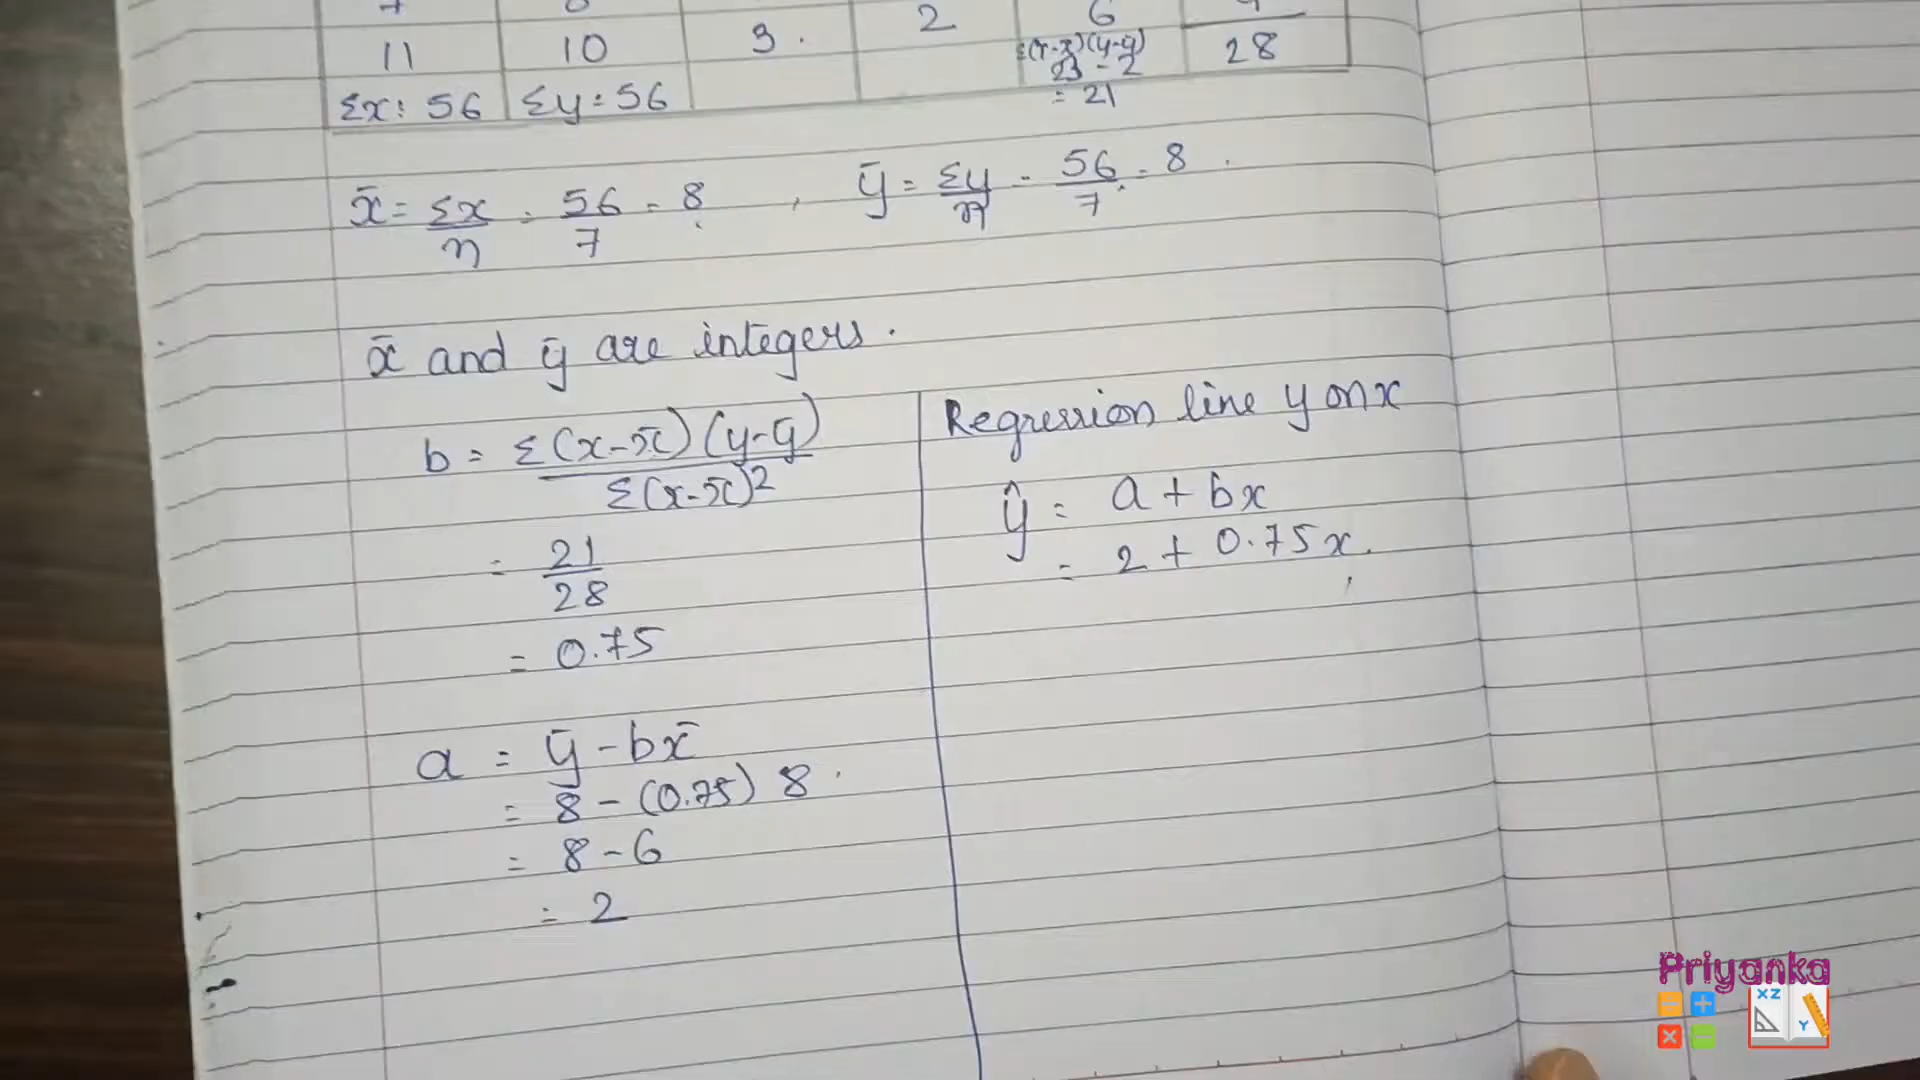 11 10 3. 2 6
Σ(x-x̄)(y-ȳ) 28
23 - 2
= 21
Σx: 56 Σy = 56
x̄ = Σx/n = 56/7 = 8 , ȳ = Σy/n = 56/7 = 8.
x̄ and ȳ are integers.
b = Σ(x-x̄)(y-ȳ)
Σ(x-x̄)2
= 21/28
= 0.75
a = ȳ - bx̄
= 8 - (0.75) 8.
= 8 - 6
= 2
Regression line y on x
ŷ = a + bx
= 2 + 0.75x.
Priyanka
XZ
Y